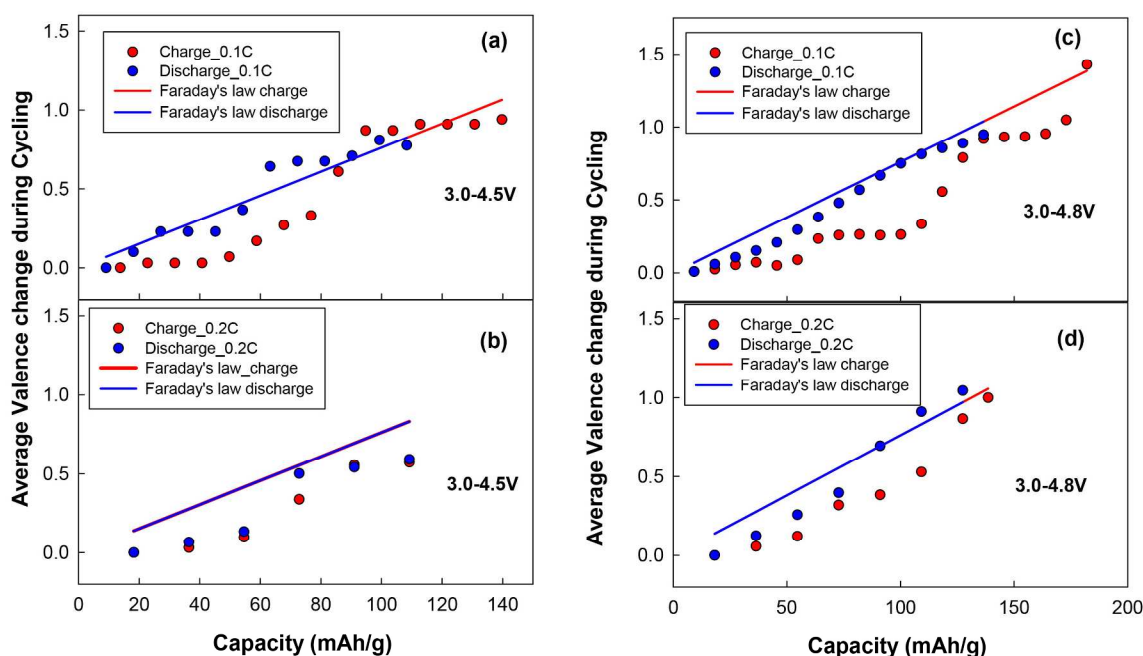 Average Valence change during Cycling
1.5
1.0
0.5
0.0
Charge_0.1C
Discharge_0.1C
Faraday's law charge
Faraday's law discharge
(a)
3.0-4.5V
1.5
1.0
0.5
0.0
Charge_0.2C
Discharge_0.2C
Faraday's law_charge
Faraday's law discharge
(b)
3.0-4.5V
0 20 40 60 80 100 120 140
Capacity (mAh/g)
Average Valence change during Cycling
1.5
1.0
0.5
0.0
Charge_0.1C
Discharge_0.1C
Faraday's law charge
Faraday's law discharge
(c)
3.0-4.8V
1.5
1.0
0.5
0.0
Charge_0.2C
Discharge_0.2C
Faraday's law charge
Faraday's law discharge
(d)
3.0-4.8V
0 50 100 150 200
Capacity (mAh/g)